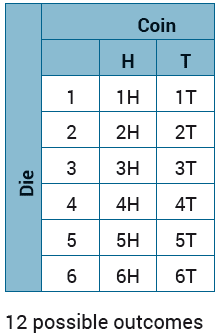 Coin
H T
Die
1 1H 1T
2 2H 2T
3 3H 3T
4 4H 4T
5 5H 5T
6 6H 6T
12 possible outcomes